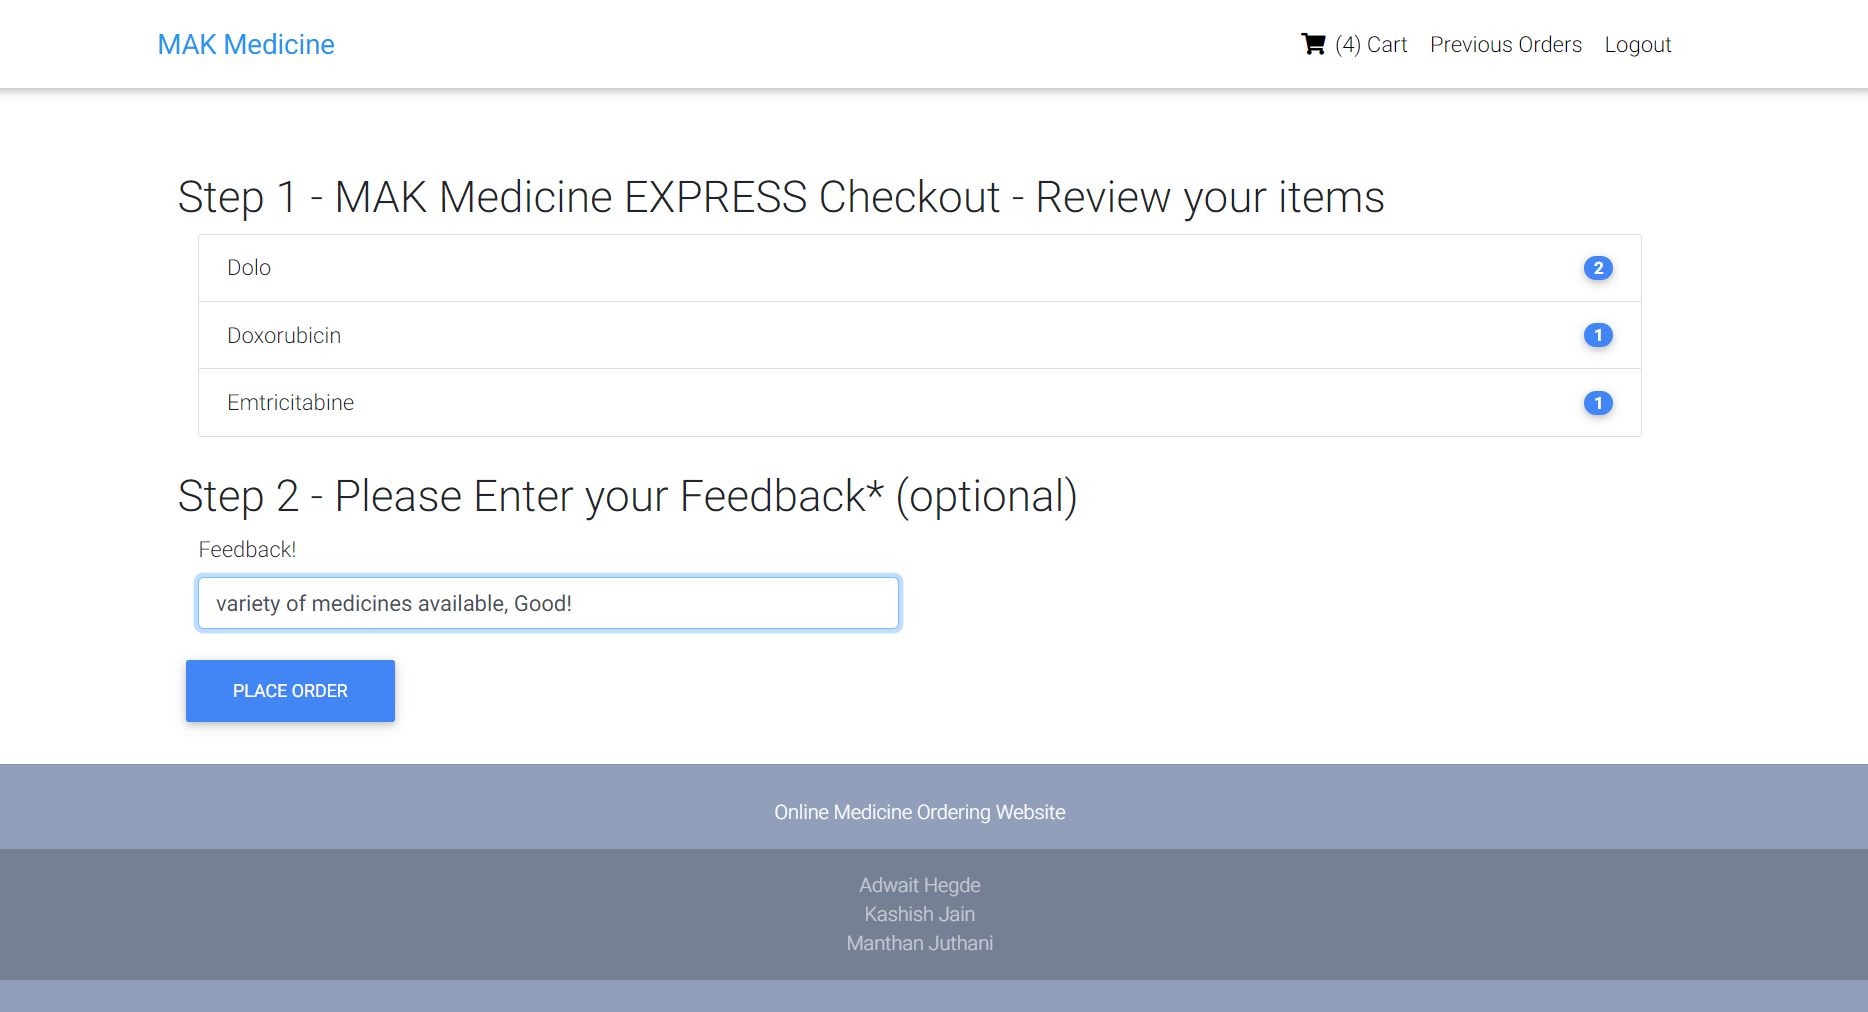 MAK Medicine
(4) Cart Previous Orders Logout
Step 1 - MAK Medicine EXPRESS Checkout - Review your items
Dolo 2
Doxorubicin 1
Emtricitabine 1
Step 2 - Please Enter your Feedback* (optional)
Feedback!
variety of medicines available, Good!
PLACE ORDER
Online Medicine Ordering Website
Adwait Hegde
Kashish Jain
Manthan Juthani